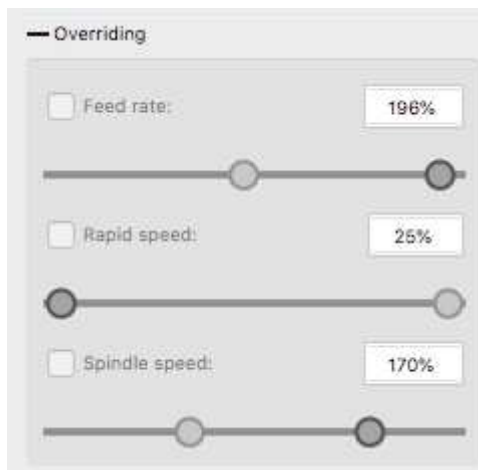 Overriding
Feed rate: 196%
Rapid speed: 25%
Spindle speed: 170%